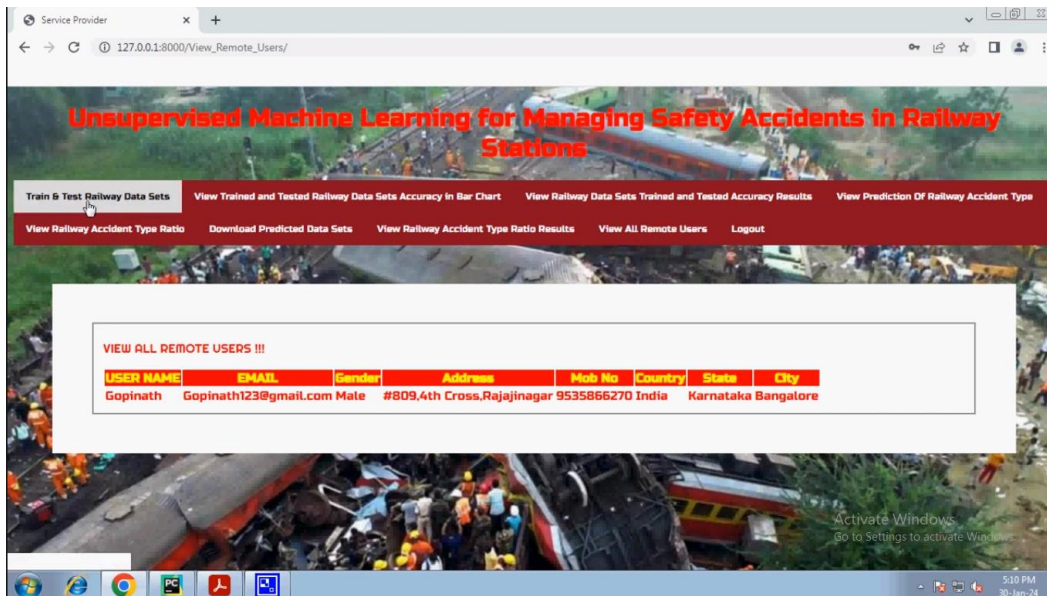 Service Provider
127.0.0.1:8000/View_Remote_Users/
Unsupervised Machine Learning for Managing Safety Accidents in Railway
Stations
Train & Test Railway Data Sets View Trained and Tested Railway Data Sets Accuracy in Bar Chart View Railway Data Sets Trained and Tested Accuracy Results View Prediction Of Railway Accident Type
View Railway Accident Type Ratio Download Predicted Data Sets View Railway Accident Type Ratio Results View All Remote Users Logout
VIEW ALL REMOTE USERS !!!
USER NAME EMAIL Gender Address Mob No Country State City
Gopinath Gopinath123@gmail.com Male #809,4th Cross,Rajajinagar 9535866270 India Karnataka Bangalore
Activate Windows
Go to Settings to activate Windows.
PC
5:10 PM
30-Jan-24